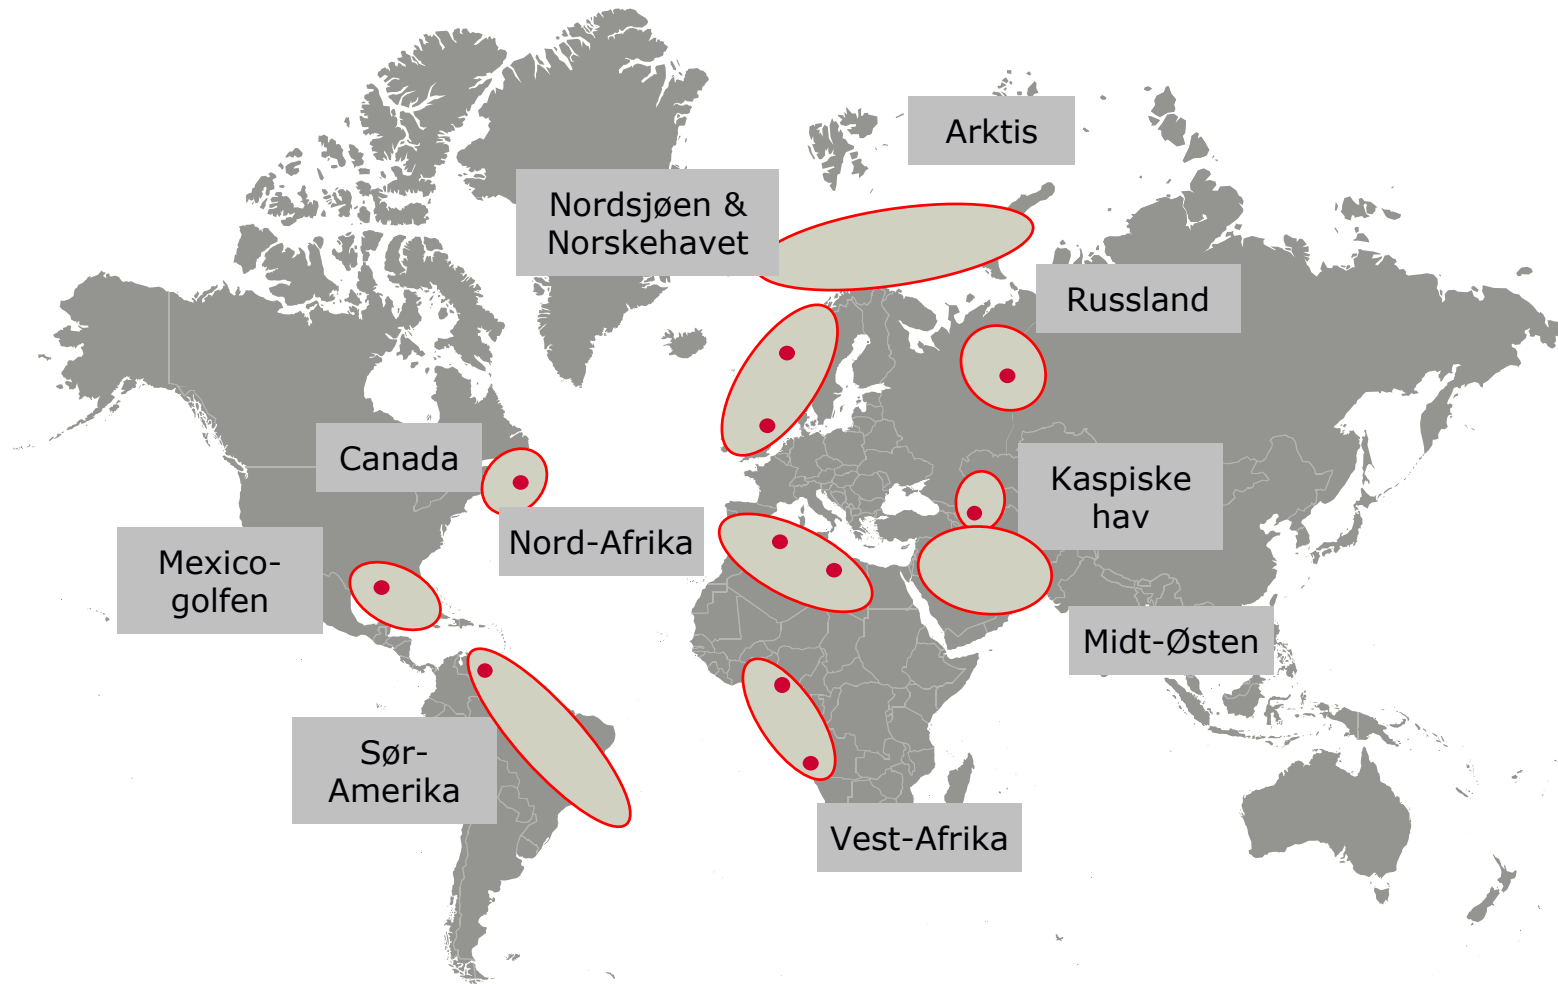 Arktis
Nordsjøen &
Norskehavet
Russland
Canada
Kaspiske
hav
Nord-Afrika
Mexico-
golfen
Midt-Østen
Sør-
Amerika
Vest-Afrika